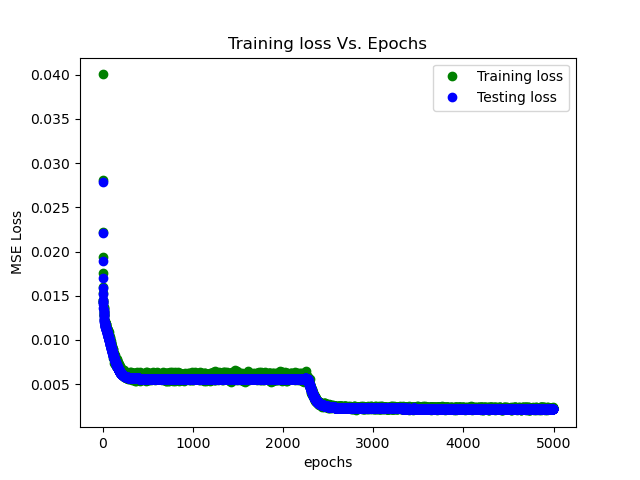 Training loss Vs. Epochs
Training loss
Testing loss
MSE Loss
0.040
0.035
0.030
0.025
0.020
0.015
0.010
0.005
0 1000 2000 3000 4000 5000
epochs